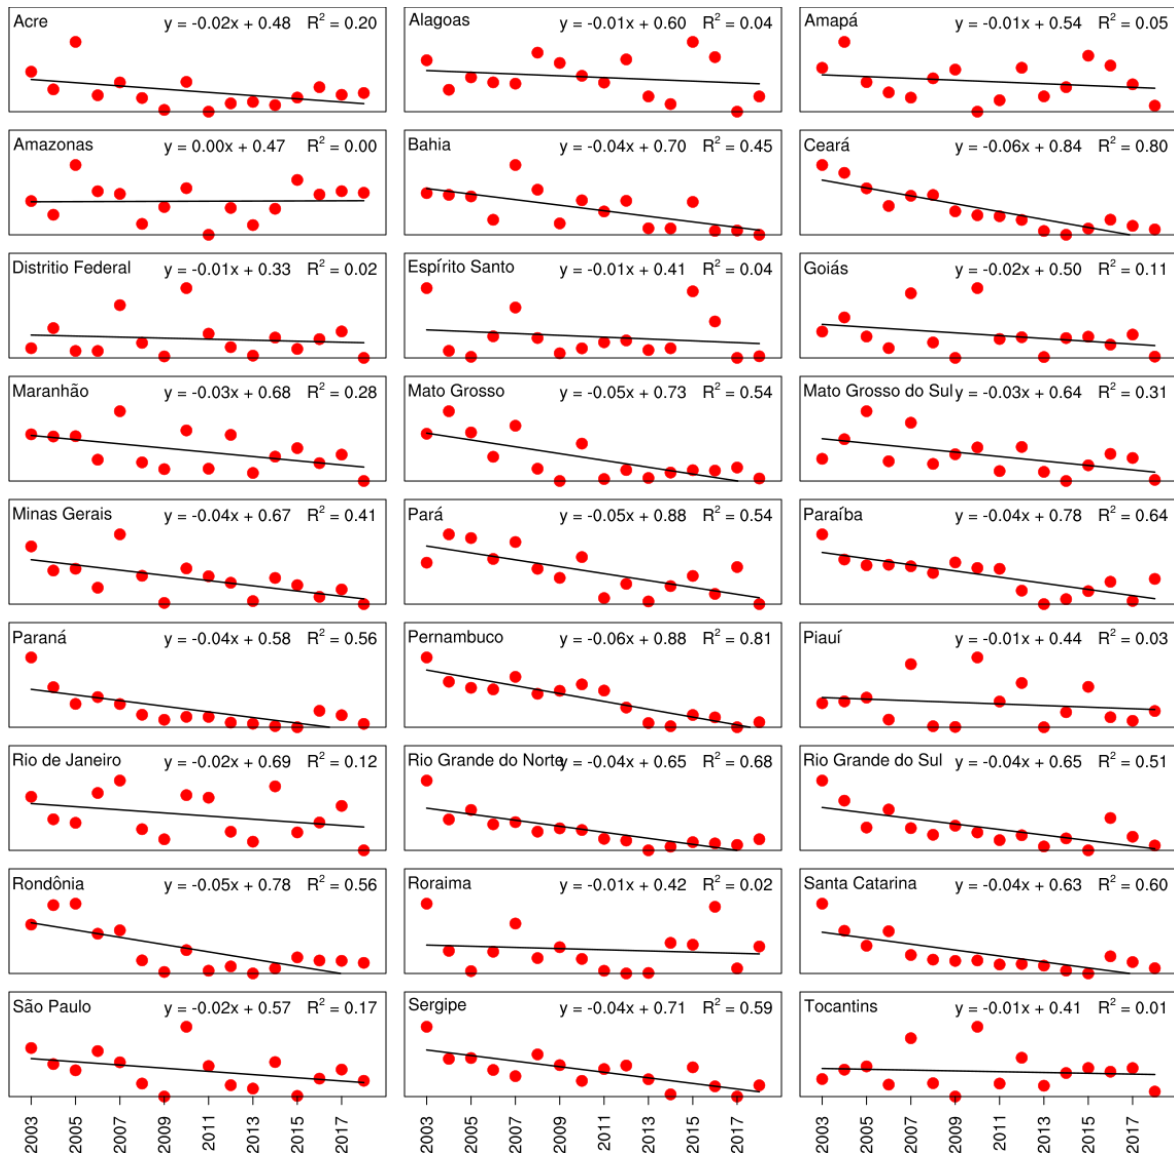 Acre y = -0.02x + 0.48 R² = 0.20
Alagoas y = -0.01x + 0.60 R² = 0.04
Amapá y = -0.01x + 0.54 R² = 0.05
Amazonas y = 0.00x + 0.47 R² = 0.00
Bahia y = -0.04x + 0.70 R² = 0.45
Ceará y = -0.06x + 0.84 R² = 0.80
Distritio Federal y = -0.01x + 0.33 R² = 0.02
Espírito Santo y = -0.01x + 0.41 R² = 0.04
Goiás y = -0.02x + 0.50 R² = 0.11
Maranhão y = -0.03x + 0.68 R² = 0.28
Mato Grosso y = -0.05x + 0.73 R² = 0.54
Mato Grosso do Sul y = -0.03x + 0.64 R² = 0.31
Minas Gerais y = -0.04x + 0.67 R² = 0.41
Pará y = -0.05x + 0.88 R² = 0.54
Paraíba y = -0.04x + 0.78 R² = 0.64
Paraná y = -0.04x + 0.58 R² = 0.56
Pernambuco y = -0.06x + 0.88 R² = 0.81
Piauí y = -0.01x + 0.44 R² = 0.03
Rio de Janeiro y = -0.02x + 0.69 R² = 0.12
Rio Grande do Norte y = -0.04x + 0.65 R² = 0.68
Rio Grande do Sul y = -0.04x + 0.65 R² = 0.51
Rondônia y = -0.05x + 0.78 R² = 0.56
Roraima y = -0.01x + 0.42 R² = 0.02
Santa Catarina y = -0.04x + 0.63 R² = 0.60
São Paulo y = -0.02x + 0.57 R² = 0.17
Sergipe y = -0.04x + 0.71 R² = 0.59
Tocantins y = -0.01x + 0.41 R² = 0.01
2003 2005 2007 2009 2011 2013 2015 2017
2003 2005 2007 2009 2011 2013 2015 2017
2003 2005 2007 2009 2011 2013 2015 2017